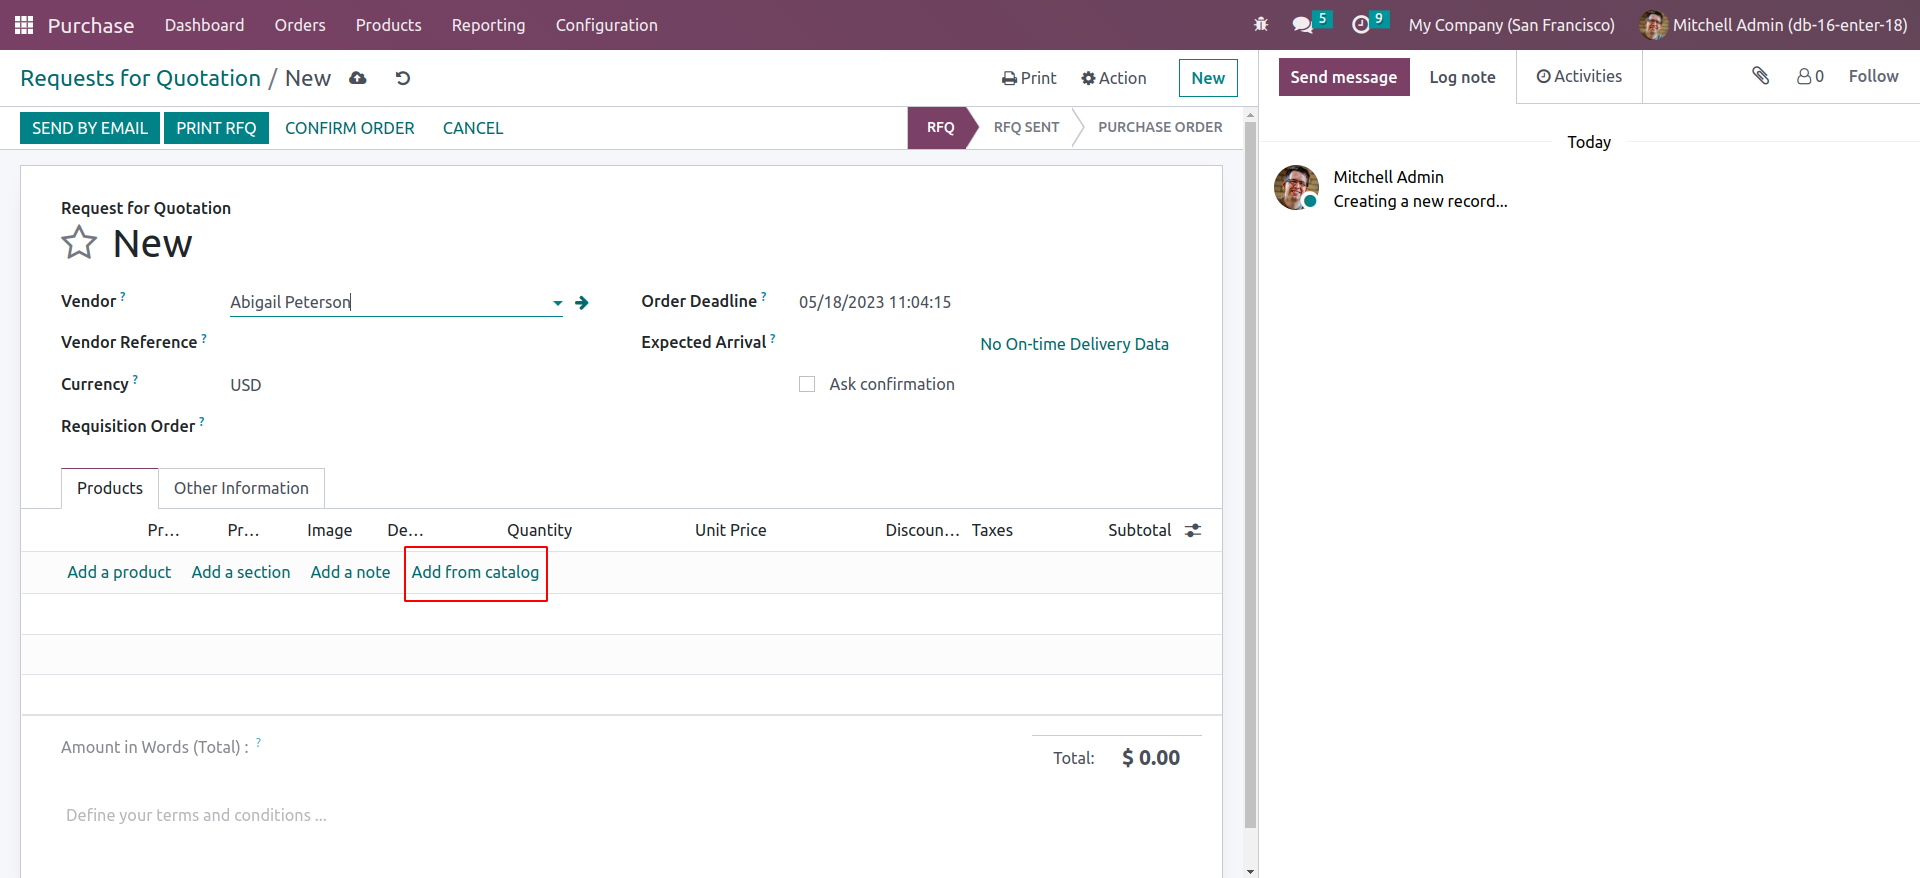 Purchase Dashboard Orders Products Reporting Configuration 5 9 My Company (San Francisco) Mitchell Admin (db-16-enter-18)
Requests for Quotation / New Print Action New
Send message Log note Activities 0 Follow
SEND BY EMAIL PRINT RFQ CONFIRM ORDER CANCEL RFQ RFQ SENT PURCHASE ORDER
Today
Mitchell Admin
Creating a new record...
Request for Quotation
New
Vendor ? Abigail Peterson Order Deadline ? 05/18/2023 11:04:15
Vendor Reference ? Expected Arrival ? No On-time Delivery Data
Currency ? USD Ask confirmation
Requisition Order ?
Products Other Information
Pr... Pr... Image De... Quantity Unit Price Discoun... Taxes Subtotal
Add a product Add a section Add a note Add from catalog
Amount in Words (Total) : ? Total: $ 0.00
Define your terms and conditions ...